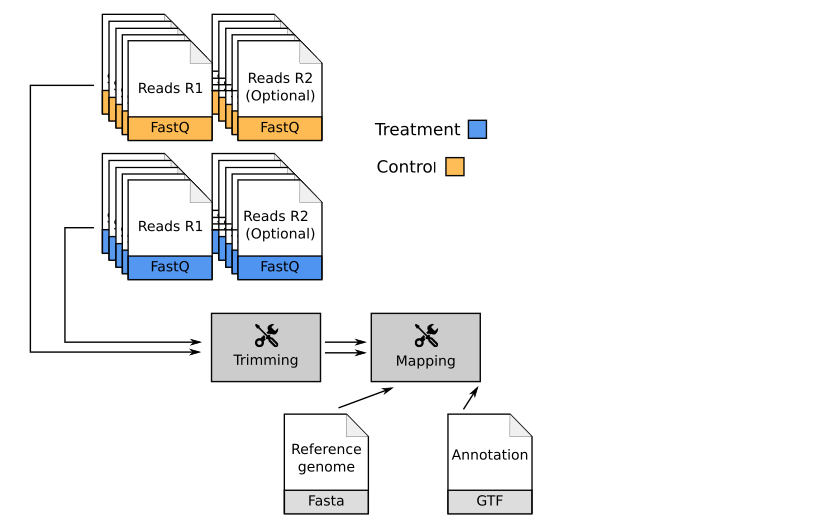 Reads R1
Reads R2
(Optional)
FastQ
FastQ
Treatment
Control
Reads R1
Reads R2
(Optional)
FastQ
FastQ
Trimming
Mapping
Reference
genome
Annotation
Fasta
GTF